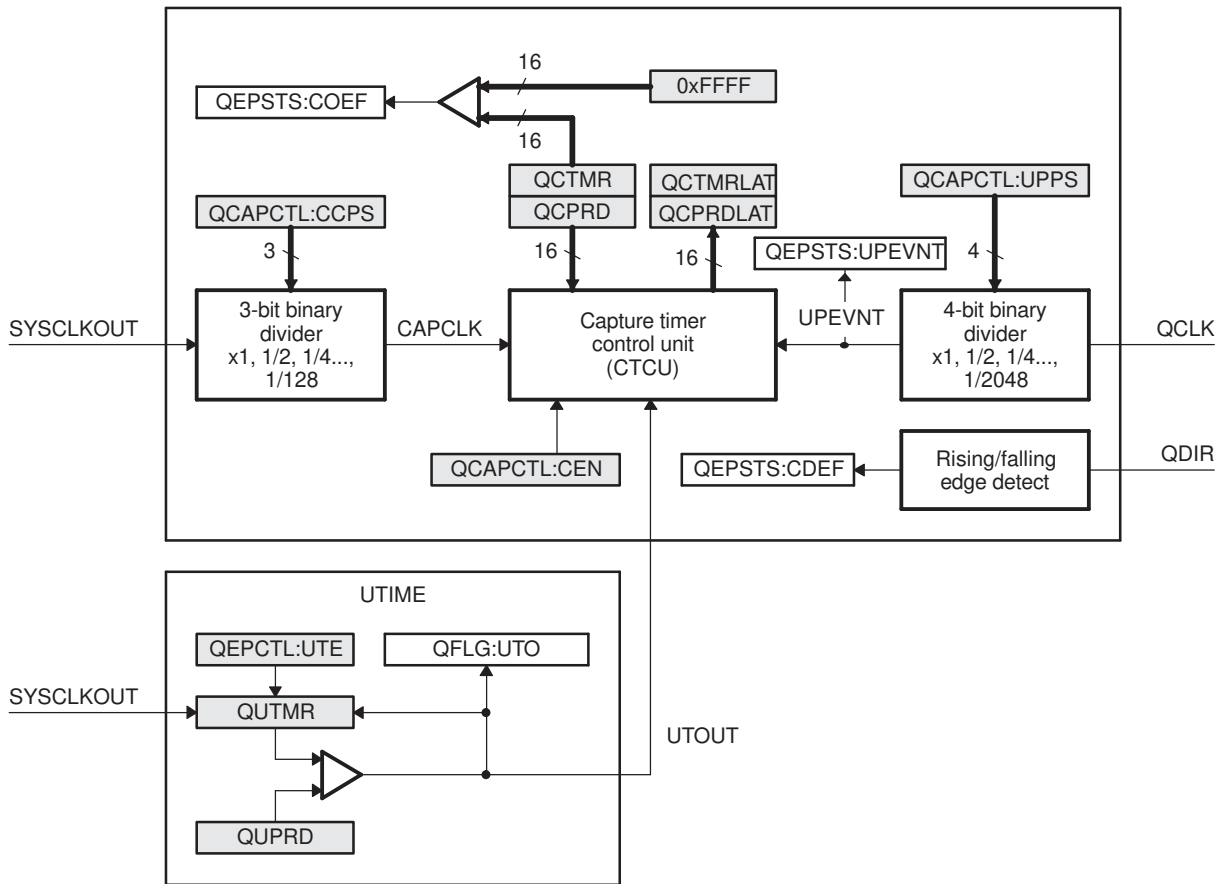 16
0xFFFF
QEPSTS:COEF
16
QCTMR
QCTMRLAT
QCAPCTL:UPPS
QCAPCTL:CCPS
QCPRD
QCPRDLAT
3
16
16
QEPSTS:UPEVNT
4
SYSCLKOUT
3-bit binary
divider
x1, 1/2, 1/4...,
1/128
CAPCLK
Capture timer
control unit
(CTCU)
UPEVNT
4-bit binary
divider
x1, 1/2, 1/4...,
1/2048
QCLK
QCAPCTL:CEN
QEPSTS:CDEF
Rising/falling
edge detect
QDIR
UTIME
QEPCTL:UTE
QFLG:UTO
SYSCLKOUT
QUTMR
UTOUT
QUPRD